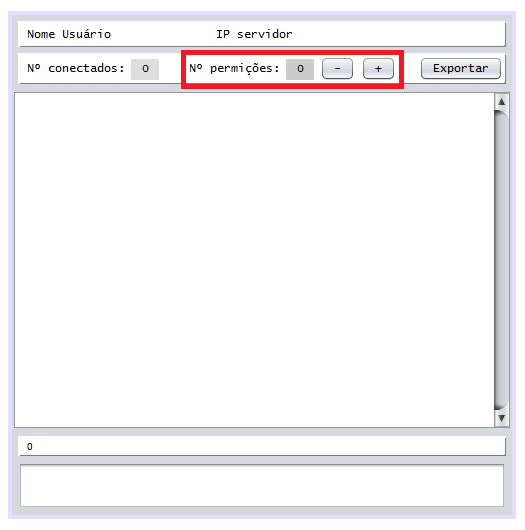 Nome Usuário IP servidor
Nº conectados: 0 Nº permições: 0 - + Exportar
0